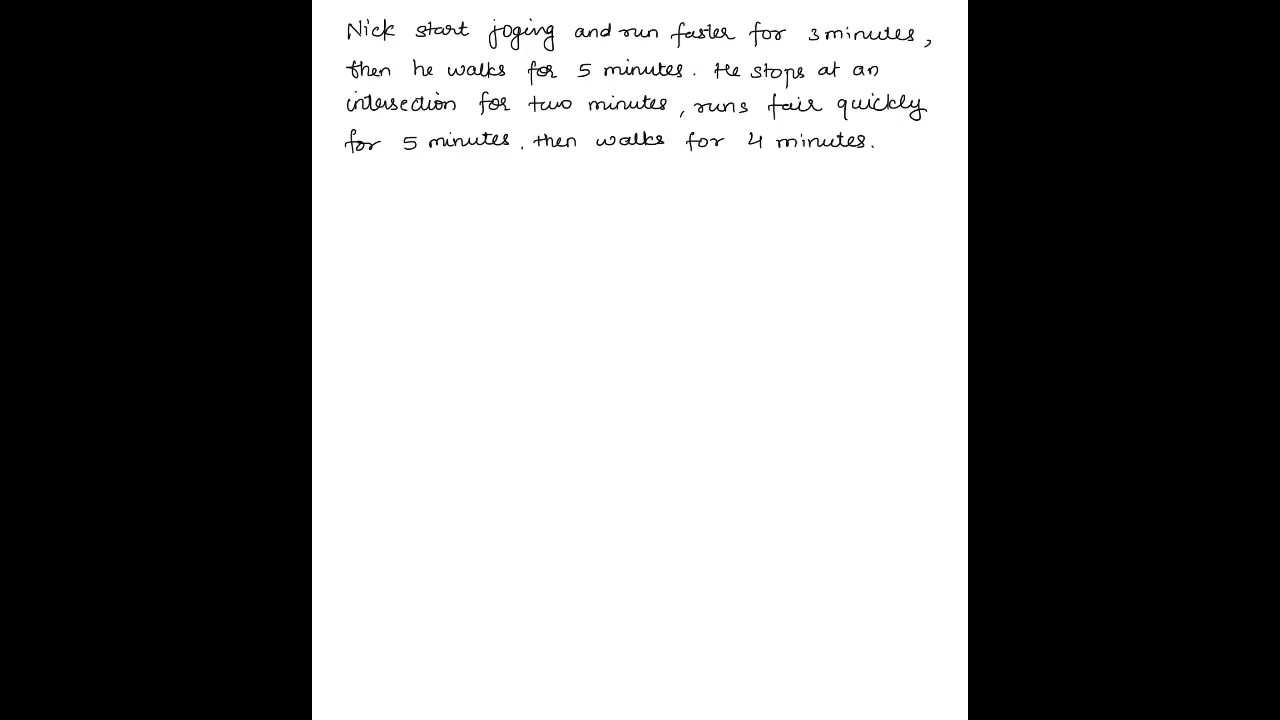 Nick start joging and run faster for 3 minutes,
then he walks for 5 minutes. He stops at an
intersection for two minutes, runs fair quickly
for 5 minutes, then walks for 4 minutes.